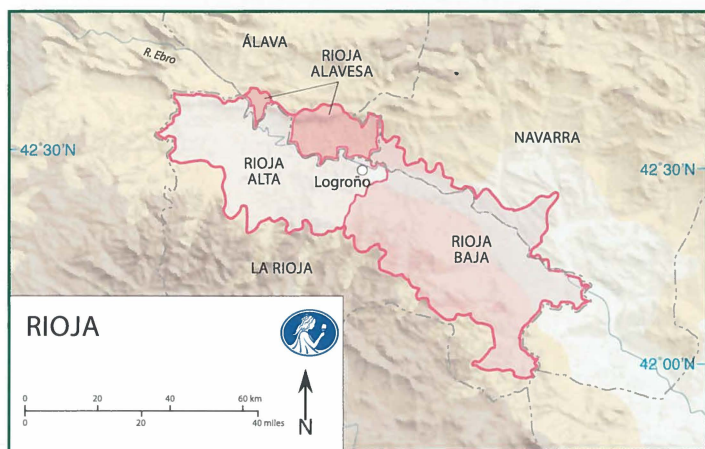 ÁLAVA
R. Ebro
RIOJA
ALAVESA
NAVARRA
42°30'N
42°30'N
RIOJA
ALTA
Logroño
RIOJA
BAJA
LA RIOJA
RIOJA
42°00'N
0 20 40 60 km
0 20 40 miles
N